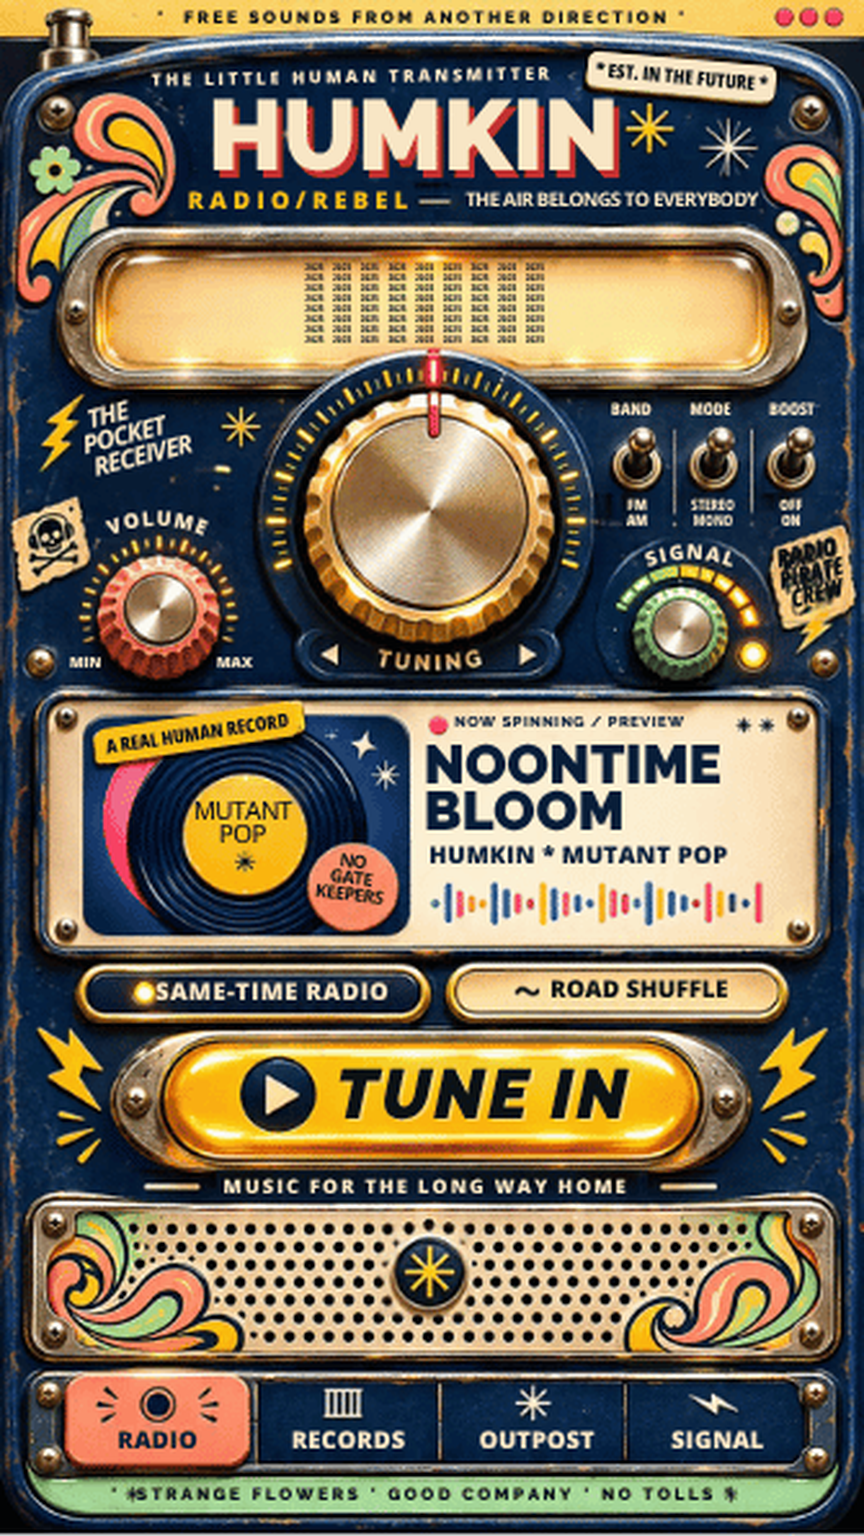 * FREE SOUNDS FROM ANOTHER DIRECTION *
THE LITTLE HUMAN TRANSMITTER
*EST. IN THE FUTURE*
HUMKIN
RADIO/REBEL — THE AIR BELONGS TO EVERYBODY
THE
POCKET
RECEIVER
BAND MODE BOOST
FM STEREO OFF
AM MONO ON
VOLUME
MIN MAX
SIGNAL
RADIO
PIRATE
CREW
TUNING
A REAL HUMAN RECORD
MUTANT
POP
NO
GATE
KEEPERS
NOW SPINNING / PREVIEW
NOONTIME
BLOOM
HUMKIN * MUTANT POP
SAME-TIME RADIO
~ ROAD SHUFFLE
TUNE IN
MUSIC FOR THE LONG WAY HOME
RADIO RECORDS OUTPOST SIGNAL
* *STRANGE FLOWERS * GOOD COMPANY * NO TOLLS *